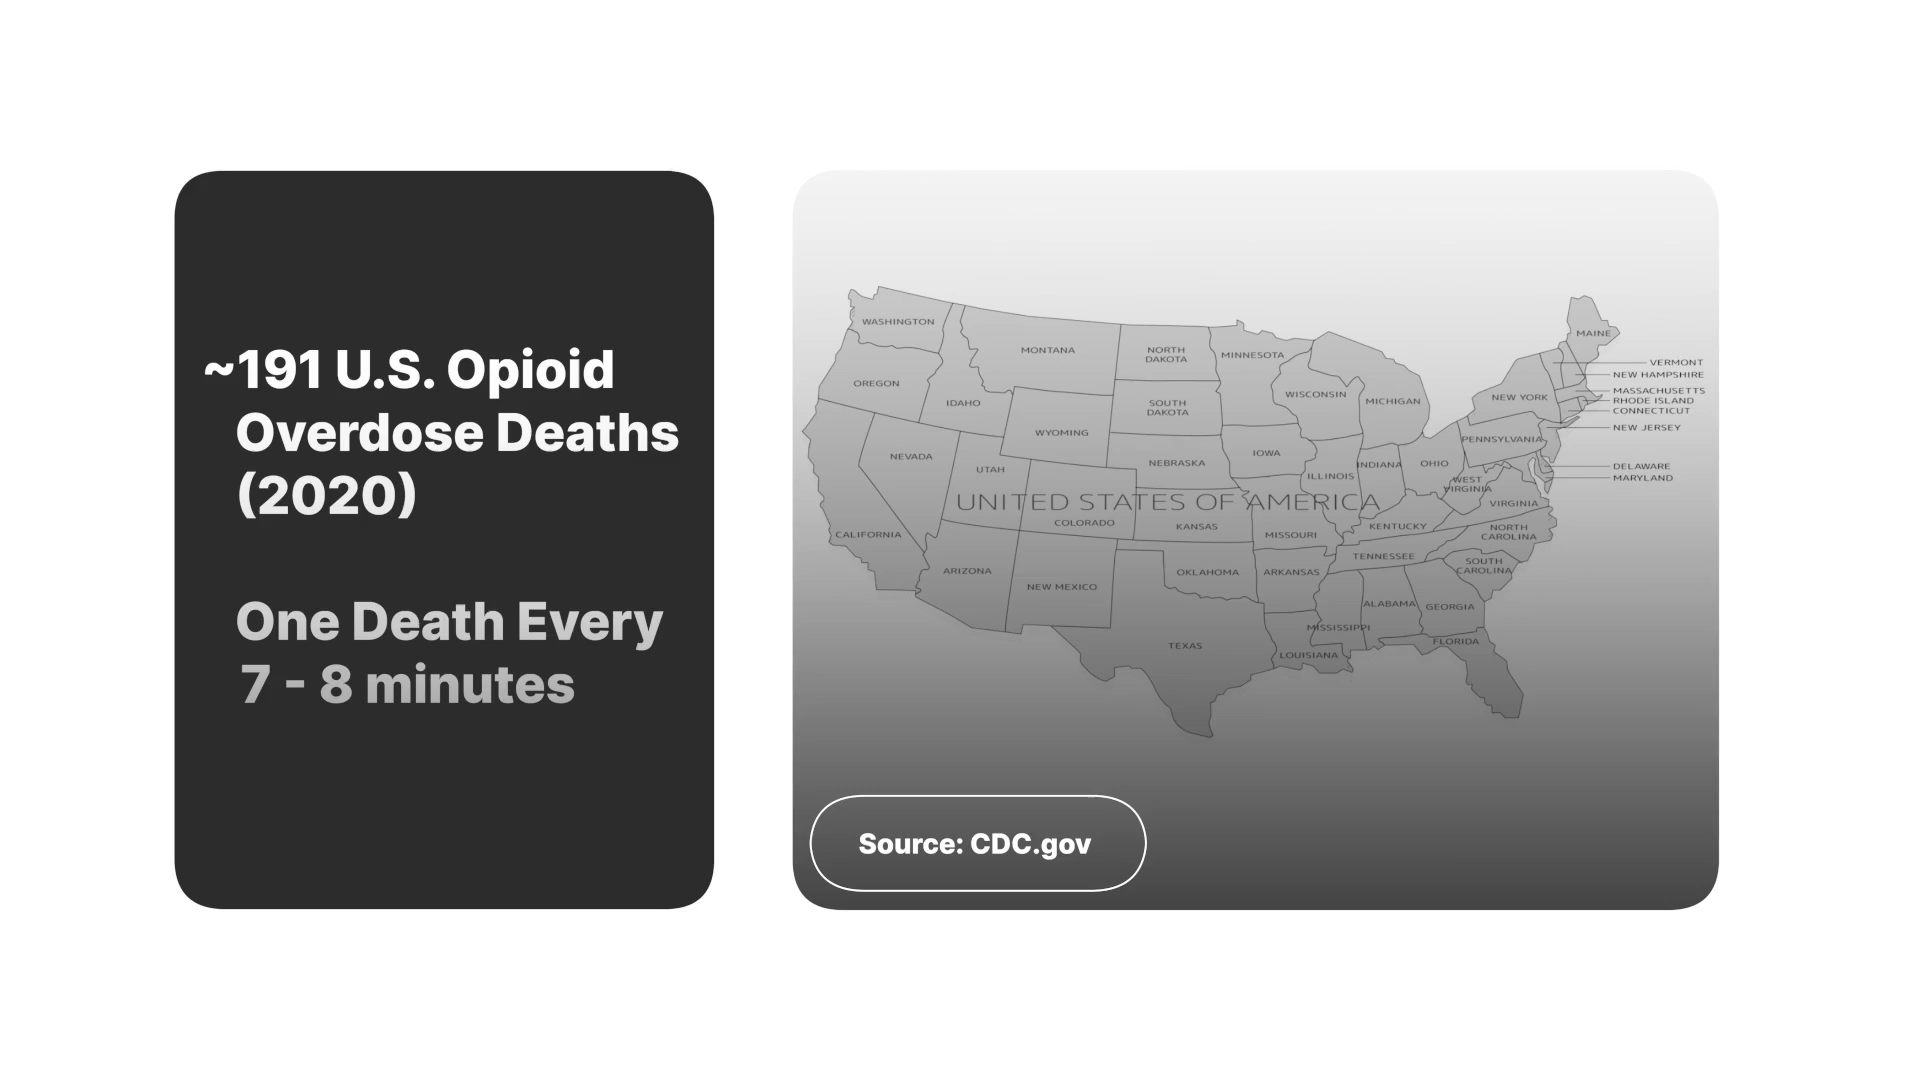 ~191 U.S. Opioid
Overdose Deaths
(2020)
One Death Every
7 - 8 minutes
WASHINGTON
MONTANA
NORTH
DAKOTA
MINNESOTA
MAINE
VERMONT
NEW HAMPSHIRE
MASSACHUSETTS
RHODE ISLAND
CONNECTICUT
NEW JERSEY
OREGON
IDAHO
SOUTH
DAKOTA
WISCONSIN
MICHIGAN
NEW YORK
WYOMING
PENNSYLVANIA
NEVADA
UTAH
NEBRASKA
IOWA
ILLINOIS
INDIANA
OHIO
WEST
VIRGINIA
DELAWARE
MARYLAND
UNITED STATES OF AMERICA
VIRGINIA
CALIFORNIA
COLORADO
KANSAS
MISSOURI
KENTUCKY
NORTH
CAROLINA
TENNESSEE
ARIZONA
NEW MEXICO
OKLAHOMA
ARKANSAS
SOUTH
CAROLINA
ALABAMA
GEORGIA
MISSISSIPPI
TEXAS
LOUISIANA
FLORIDA
Source: CDC.gov